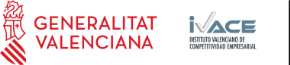 GENERALITAT
VALENCIANA
iVACE
INSTITUTO VALENCIANO DE
COMPETITIVIDAD EMPRESARIAL